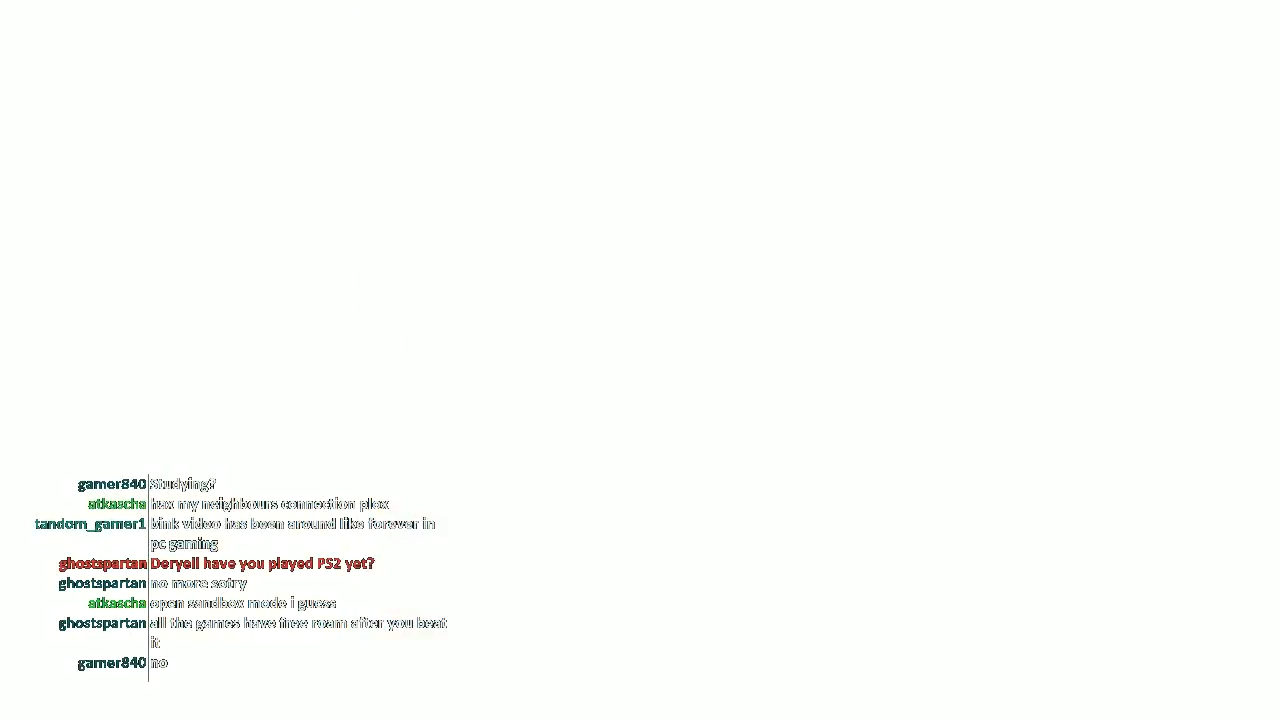 gamer840 Studying?
atkascha hax my neighbours connection plox
tandom_gamer1 bink video has been around like forever in
pc gaming
ghostspartan Deryell have you played PS2 yet?
ghostspartan no more sotry
atkascha open sandbox mode i guess
ghostspartan all the games have free roam after you beat
it
gamer840 no